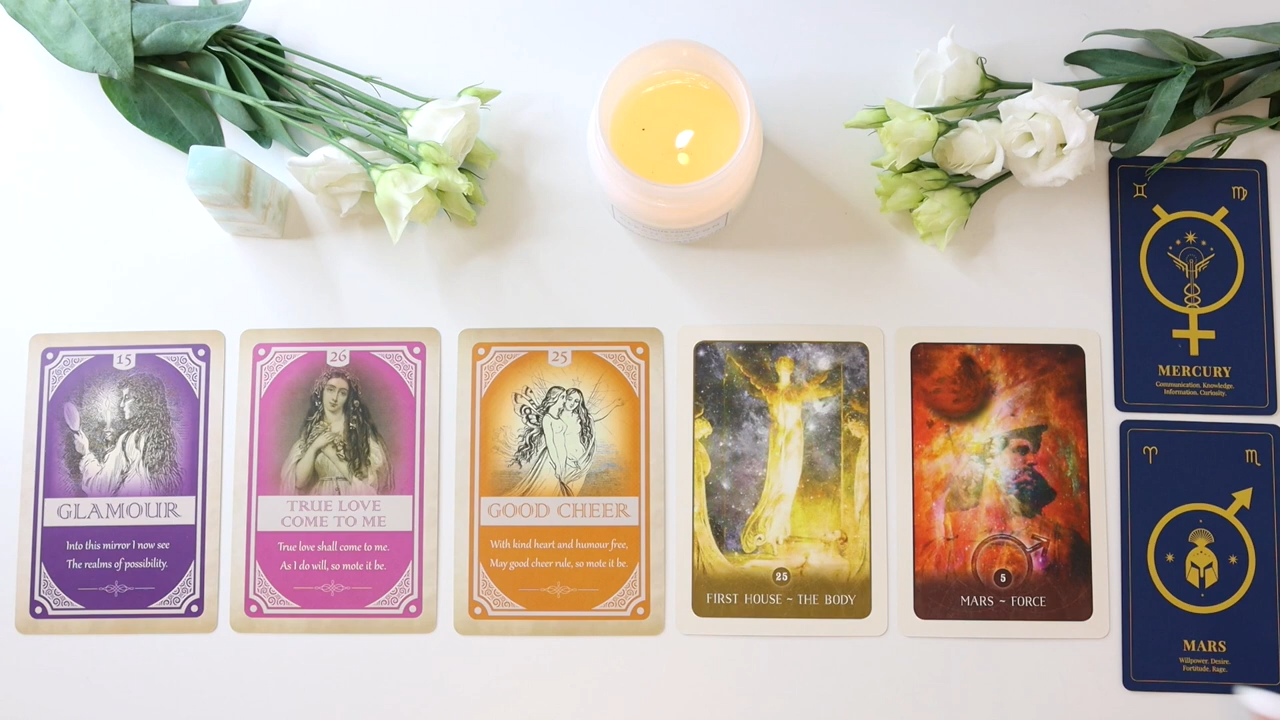 15
GLAMOUR
Into this mirror I now see
The realms of possibility.
26
TRUE LOVE
COME TO ME
True love shall come to me.
As I do will, so mote it be.
25
GOOD CHEER
With kind heart and humour free,
May good cheer rule, so mote it be.
25
FIRST HOUSE ~ THE BODY
5
MARS ~ FORCE
MERCURY
Communication. Knowledge.
Information. Curiosity.
MARS
Willpower. Desire.
Fortitude. Rage.